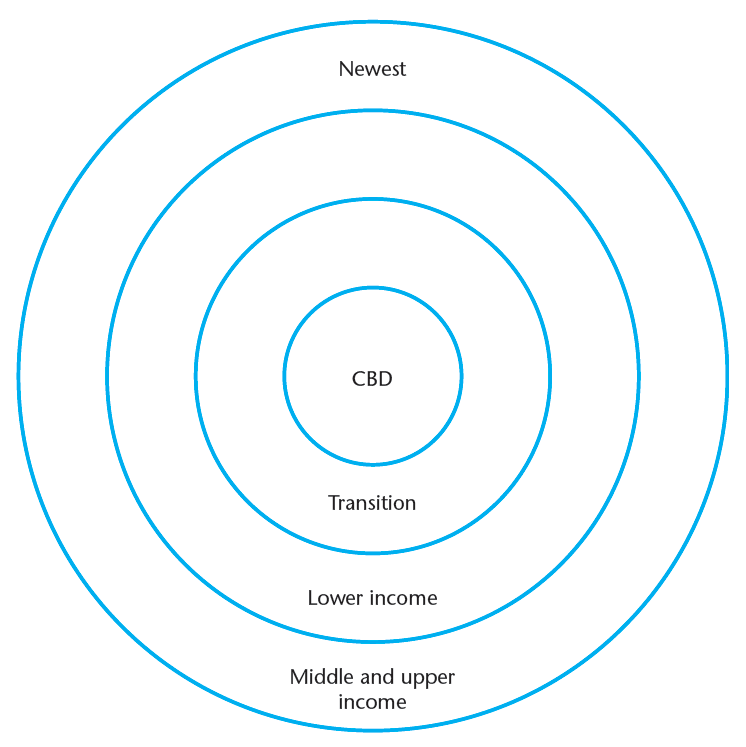 Newest
CBD
Transition
Lower income
Middle and upper
income